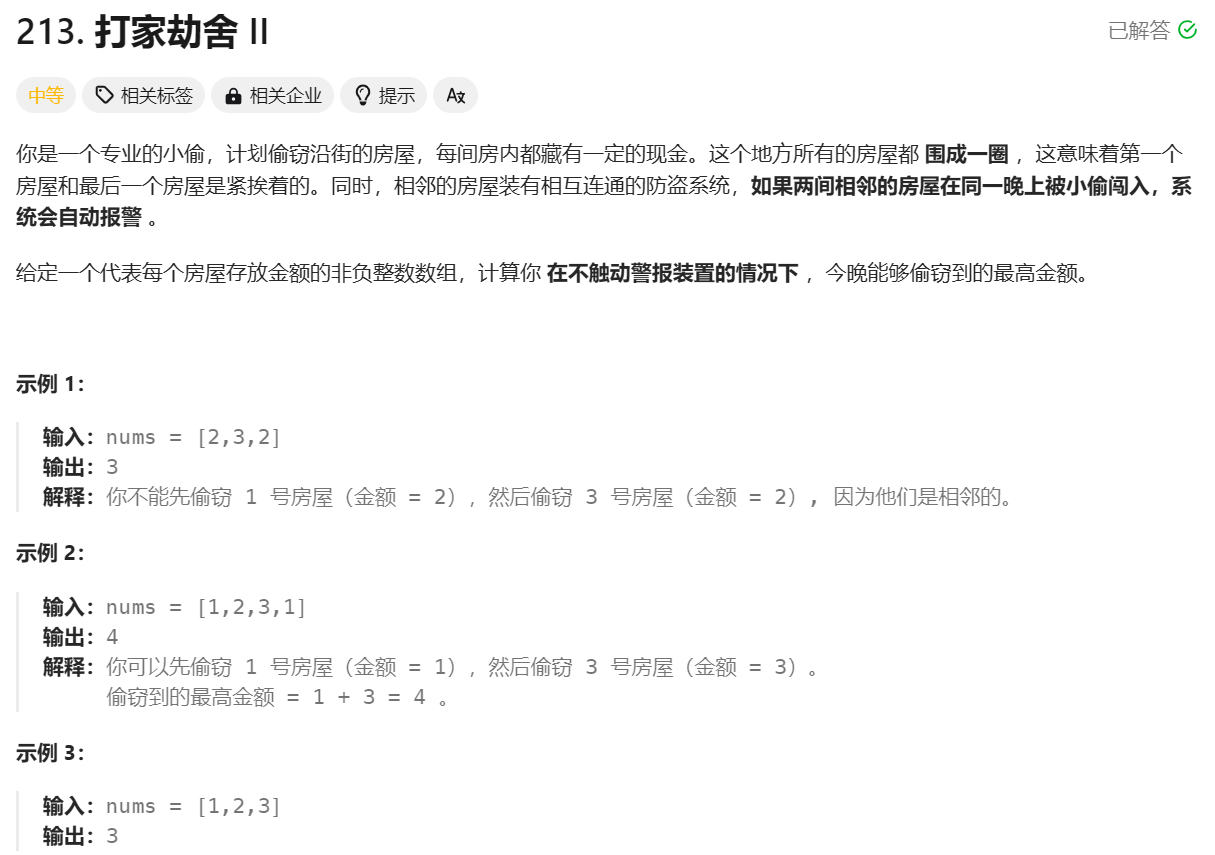 213. 打家劫舍 II
已解答
中等 相关标签 相关企业 提示 Ax
你是一个专业的小偷，计划偷窃沿街的房屋，每间房内都藏有一定的现金。这个地方所有的房屋都 围成一圈 ，这意味着第一个
房屋和最后一个房屋是紧挨着的。同时，相邻的房屋装有相互连通的防盗系统，如果两间相邻的房屋在同一晚上被小偷闯入，系
统会自动报警 。
给定一个代表每个房屋存放金额的非负整数数组，计算你 在不触动警报装置的情况下 ，今晚能够偷窃到的最高金额。
示例 1：
输入：nums = [2,3,2]
输出：3
解释：你不能先偷窃 1 号房屋（金额 = 2），然后偷窃 3 号房屋（金额 = 2）, 因为他们是相邻的。
示例 2：
输入：nums = [1,2,3,1]
输出：4
解释：你可以先偷窃 1 号房屋（金额 = 1），然后偷窃 3 号房屋（金额 = 3）。
偷窃到的最高金额 = 1 + 3 = 4 。
示例 3：
输入：nums = [1,2,3]
输出：3